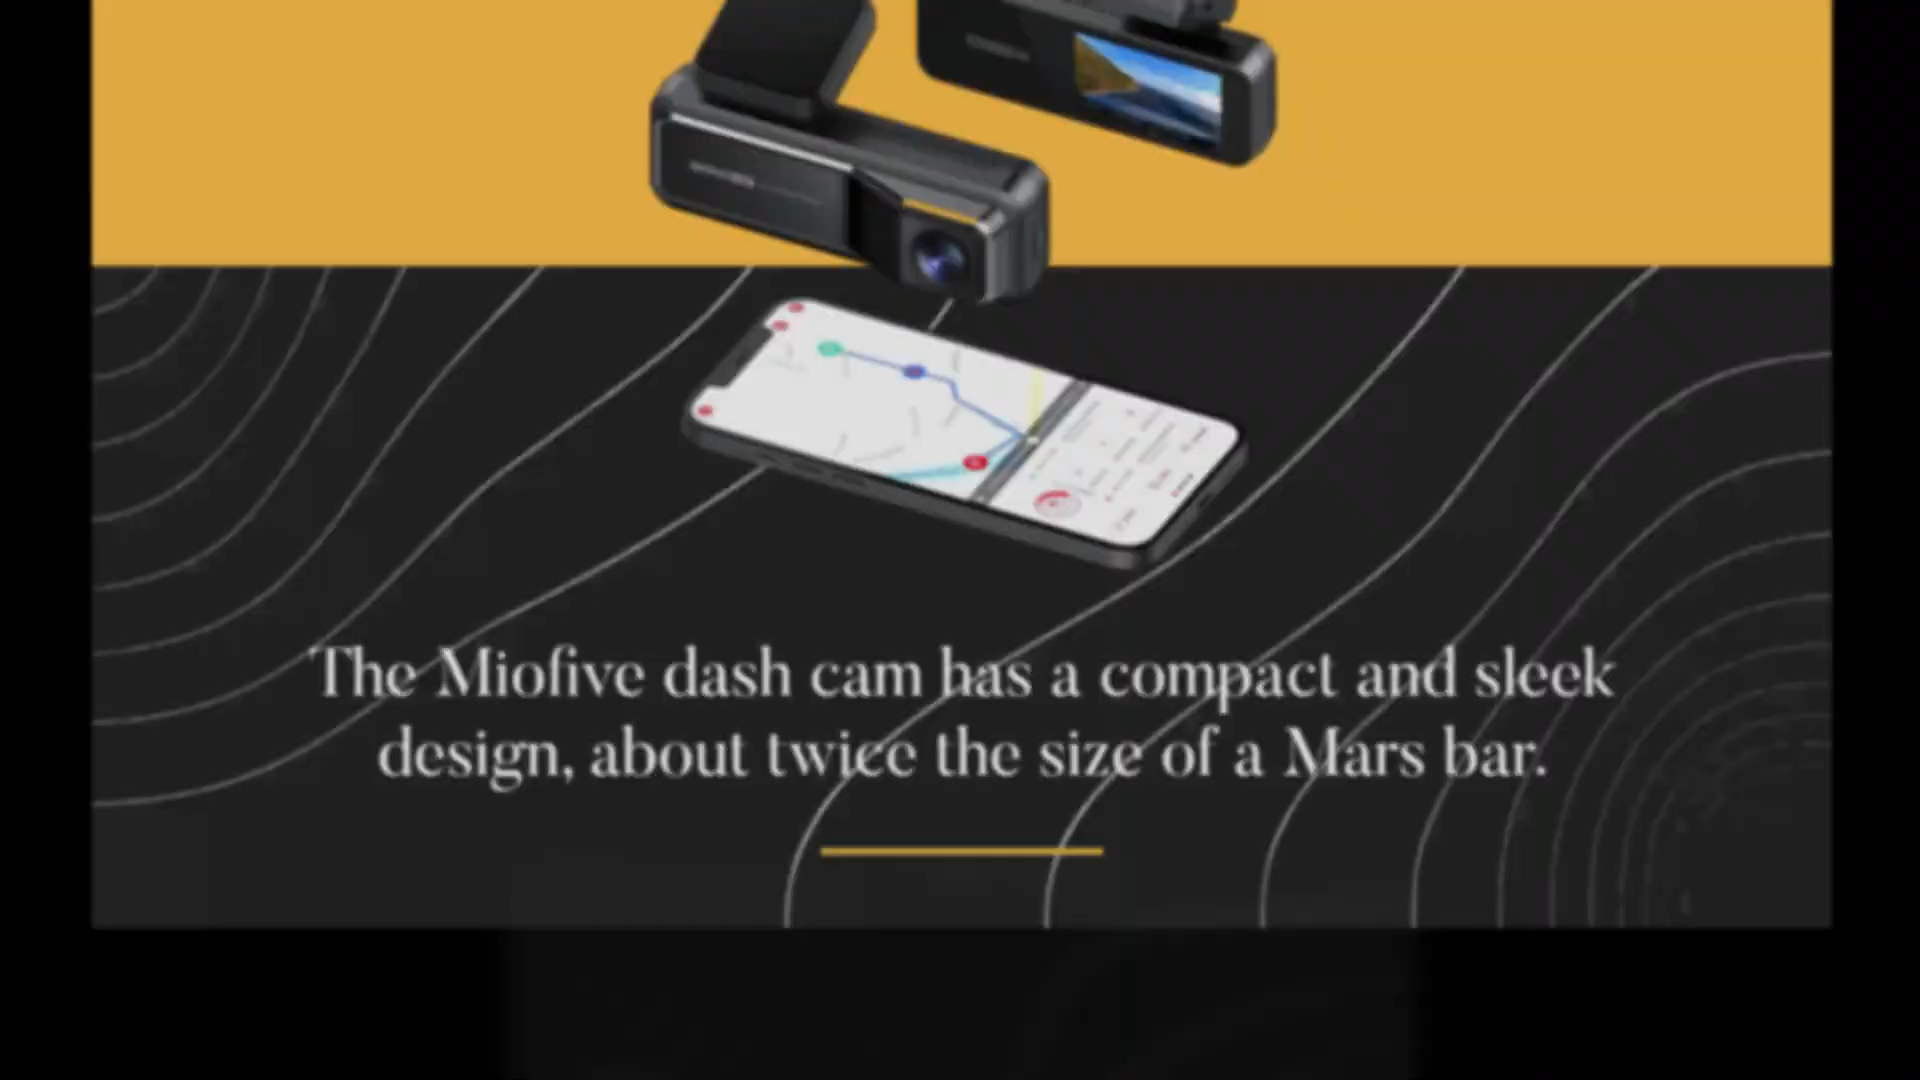 The Miofive dash cam has a compact and sleek
design, about twice the size of a Mars bar.